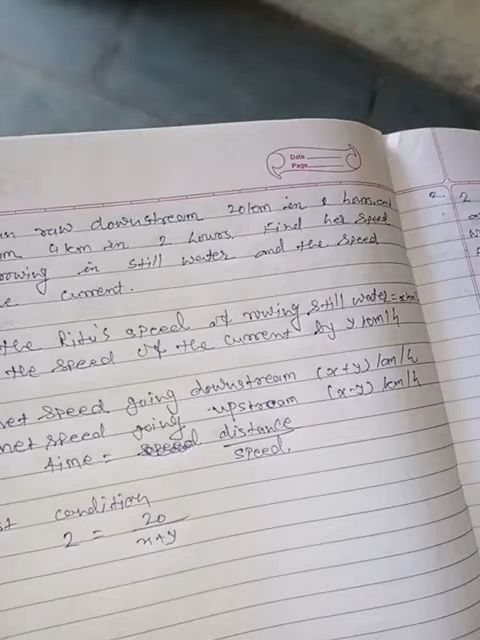 Date
Page
raw downstream 20km in 2 hours, and
4km in 2 hours. Find her speed
rowing in still water and the speed
current.
the Ritu's speed of rowing still water = x km/h
the speed of the current by y km/h
net speed going downstream (x+y) km/h
net speed going upstream (x-y) km/h
time = distance
speed.
condition
2 = 20
x+y
2